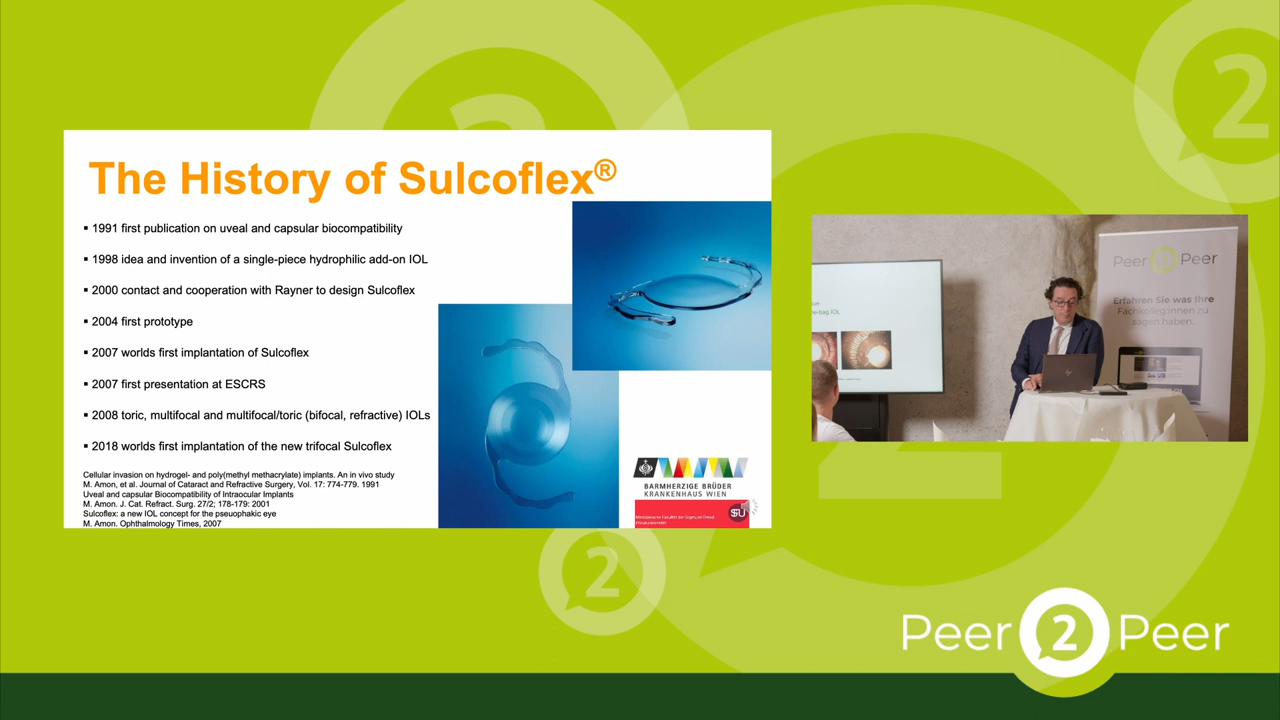 The History of Sulcoflex®
▪ 1991 first publication on uveal and capsular biocompatibility
▪ 1998 idea and invention of a single-piece hydrophilic add-on IOL
▪ 2000 contact and cooperation with Rayner to design Sulcoflex
▪ 2004 first prototype
▪ 2007 worlds first implantation of Sulcoflex
▪ 2007 first presentation at ESCRS
▪ 2008 toric, multifocal and multifocal/toric (bifocal, refractive) IOLs
▪ 2018 worlds first implantation of the new trifocal Sulcoflex
Cellular invasion on hydrogel- and poly(methyl methacrylate) implants. An in vivo study
M. Amon, et al. Journal of Cataract and Refractive Surgery, Vol. 17: 774-779. 1991
Uveal and capsular Biocompatibility of Intraocular Implants
M. Amon. J. Cat. Refract. Surg. 27/2; 178-179: 2001
Sulcoflex: a new IOL concept for the pseuophakic eye
M. Amon. Ophthalmology Times, 2007
BARMHERZIGE BRÜDER
KRANKENHAUS WIEN
SFU
Peer 2 Peer
Erfahren Sie was Ihre
Fachkolleg:innen zu
sagen haben.
2
2
2
Peer 2 Peer